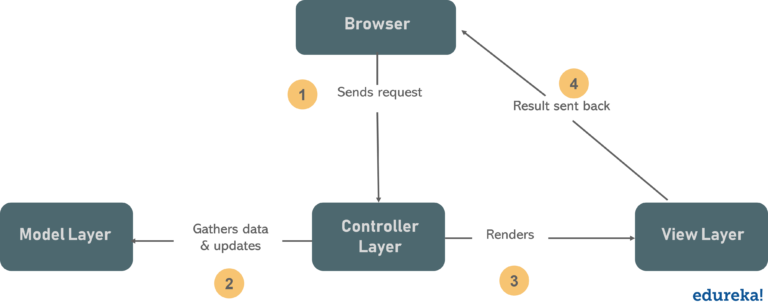 Browser
1
Sends request
4
Result sent back
Model Layer
Gathers data
& updates
2
Controller
Layer
Renders
3
View Layer
edureka!